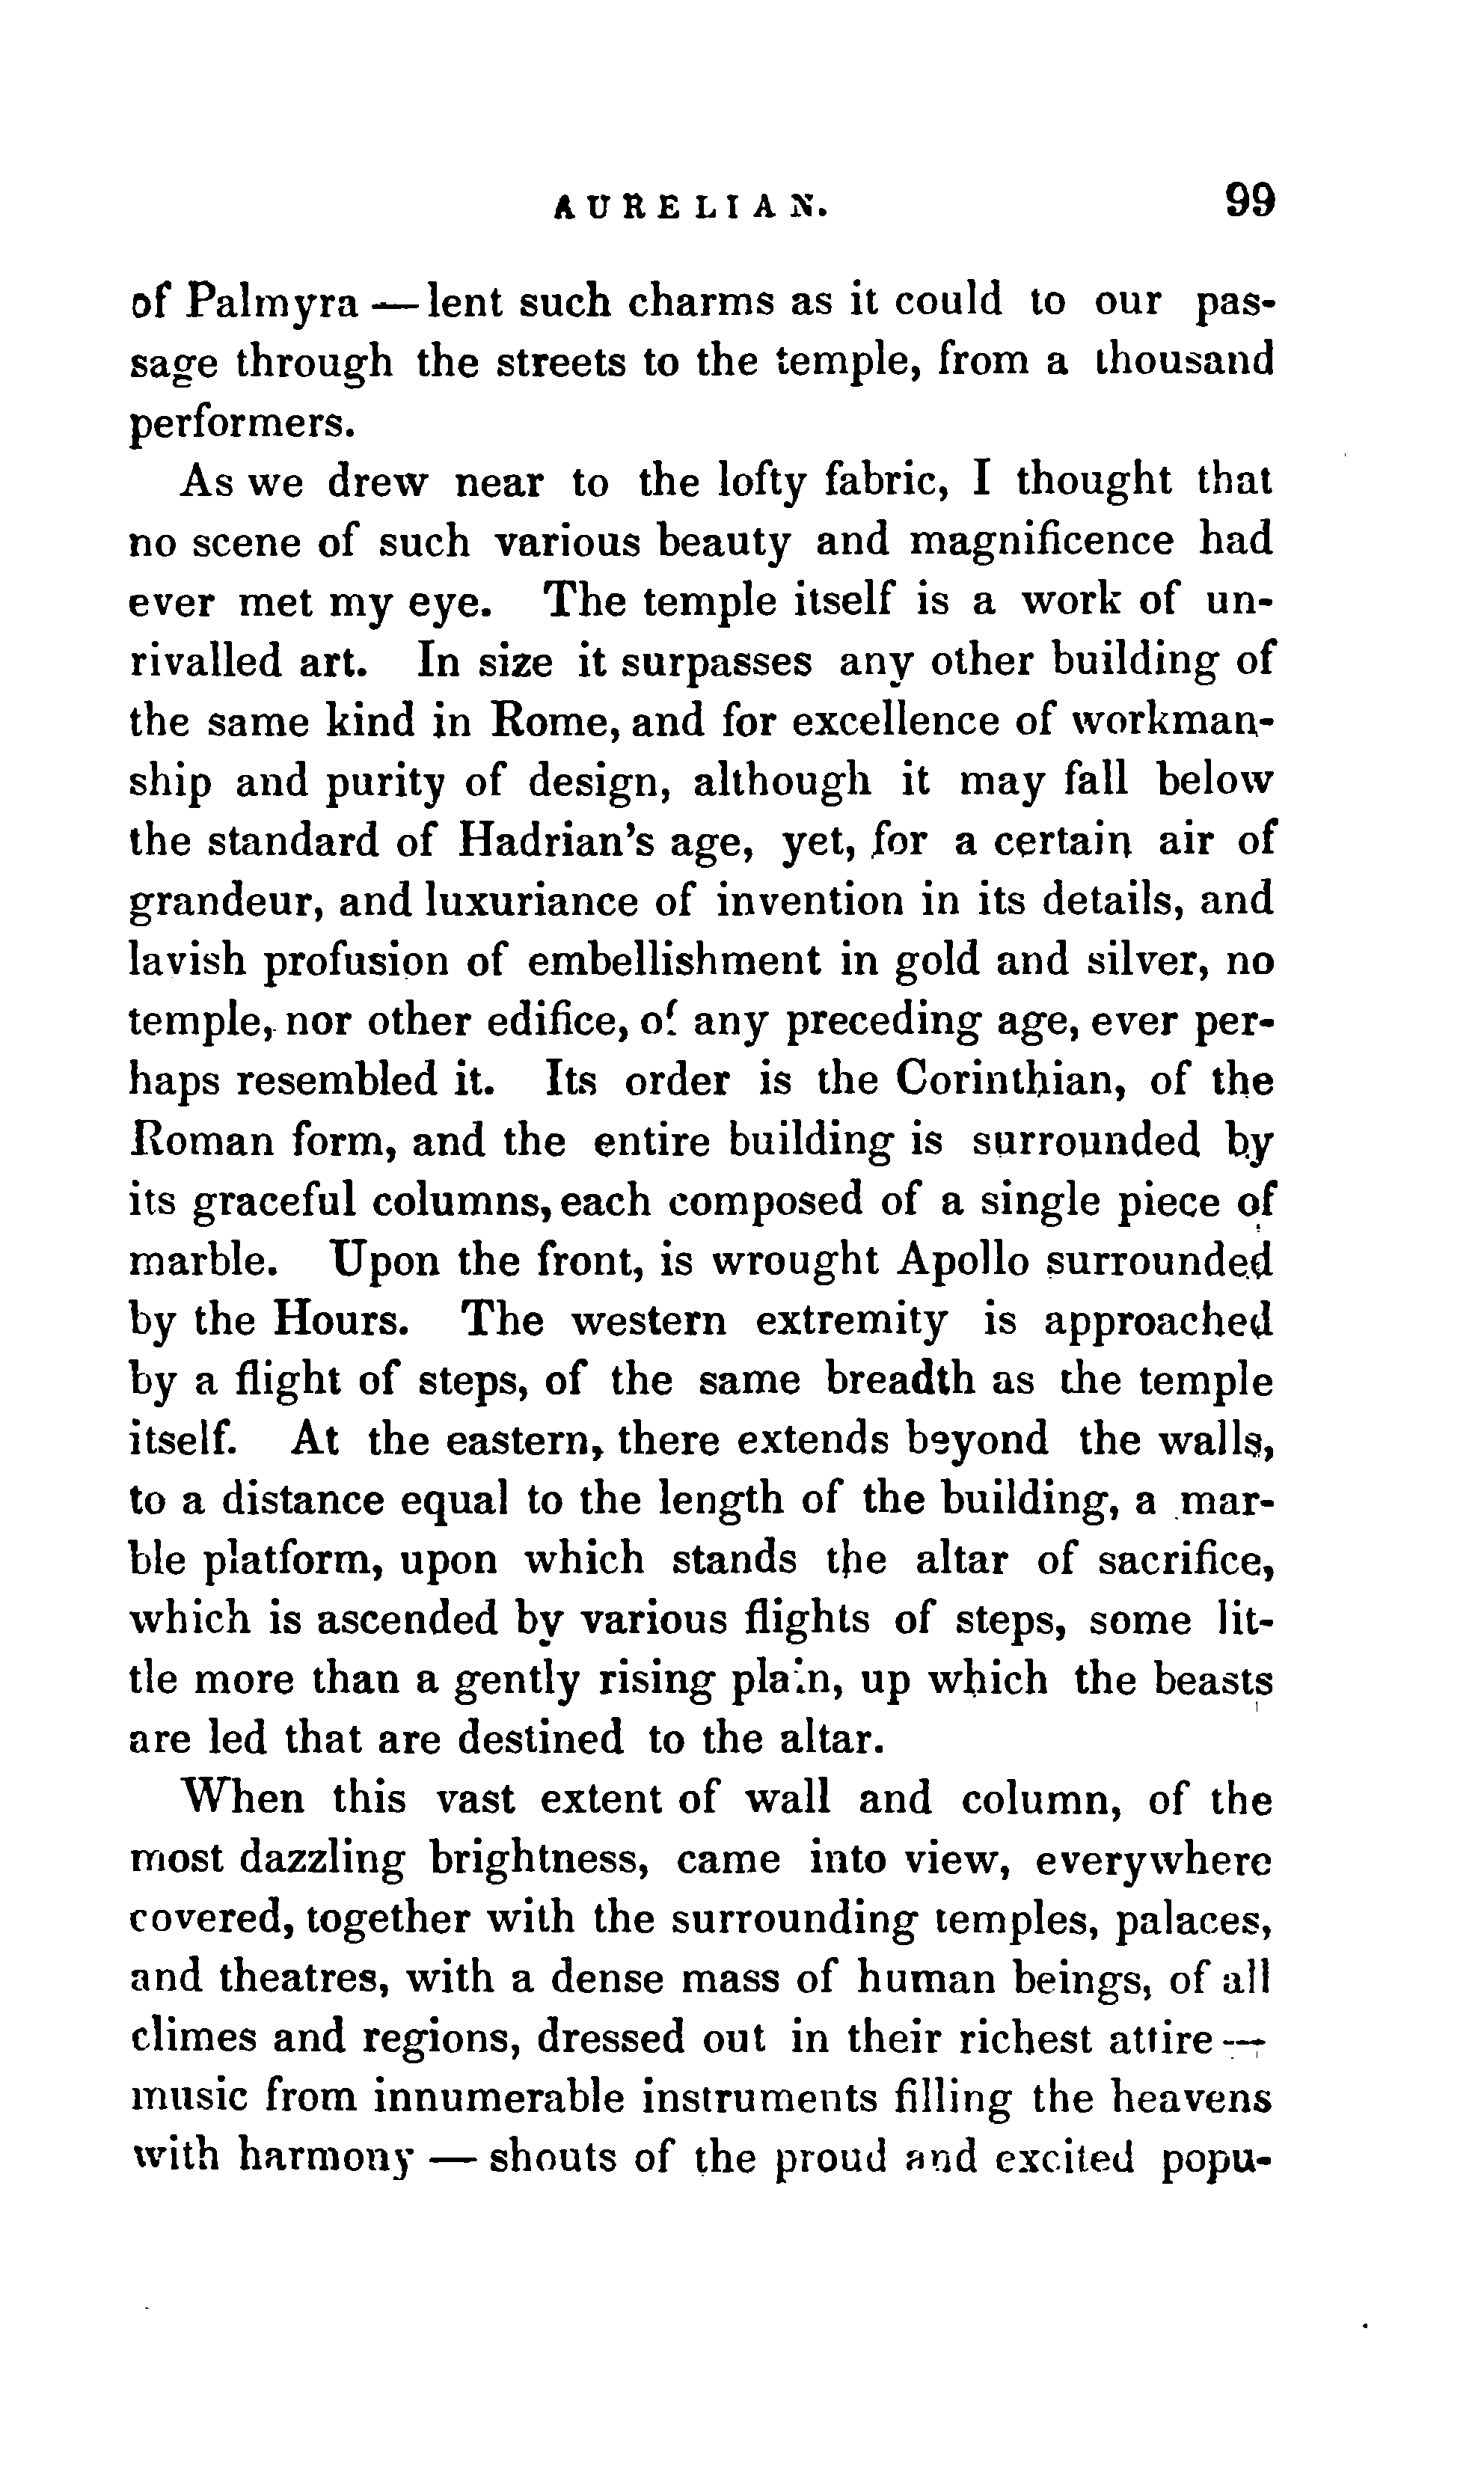 AURELIAN. 99
of Palmyra — lent such charms as it could to our pas-
sage through the streets to the temple, from a thousand
performers.
As we drew near to the lofty fabric, I thought that
no scene of such various beauty and magnificence had
ever met my eye. The temple itself is a work of un-
rivalled art. In size it surpasses any other building of
the same kind in Rome, and for excellence of workman-
ship and purity of design, although it may fall below
the standard of Hadrian's age, yet, for a certain air of
grandeur, and luxuriance of invention in its details, and
lavish profusion of embellishment in gold and silver, no
temple, nor other edifice, of any preceding age, ever per-
haps resembled it. Its order is the Corinthian, of the
Roman form, and the entire building is surrounded by
its graceful columns, each composed of a single piece of
marble. Upon the front, is wrought Apollo surrounded
by the Hours. The western extremity is approached
by a flight of steps, of the same breadth as the temple
itself. At the eastern, there extends beyond the walls,
to a distance equal to the length of the building, a mar-
ble platform, upon which stands the altar of sacrifice,
which is ascended by various flights of steps, some lit-
tle more than a gently rising plain, up which the beasts
are led that are destined to the altar.
When this vast extent of wall and column, of the
most dazzling brightness, came into view, everywhere
covered, together with the surrounding temples, palaces,
and theatres, with a dense mass of human beings, of all
climes and regions, dressed out in their richest attire —
music from innumerable instruments filling the heavens
with harmony — shouts of the proud and excited popu-